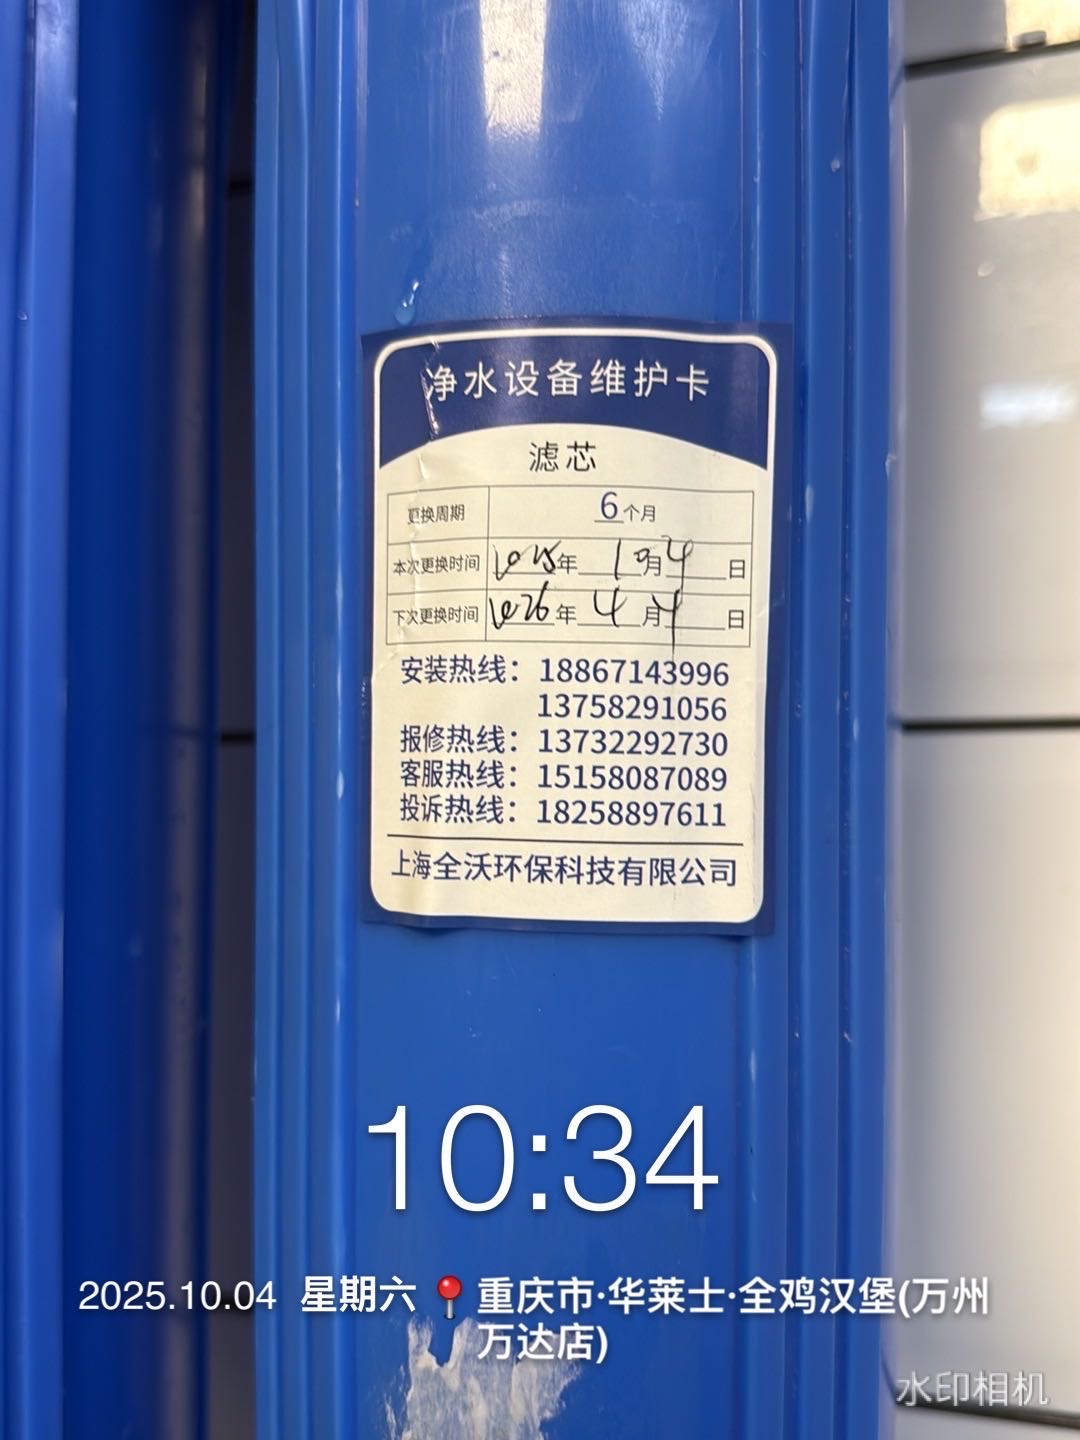 净水设备维护卡
滤芯
更换周期 6个月
本次更换时间 2025年10月4日
下次更换时间 2026年4月4日
安装热线：18867143996
13758291056
报修热线：13732292730
客服热线：15158087089
投诉热线：18258897611
上海全沃环保科技有限公司
10:34
2025.10.04 星期六 重庆市·华莱士·全鸡汉堡(万州
万达店)
水印相机